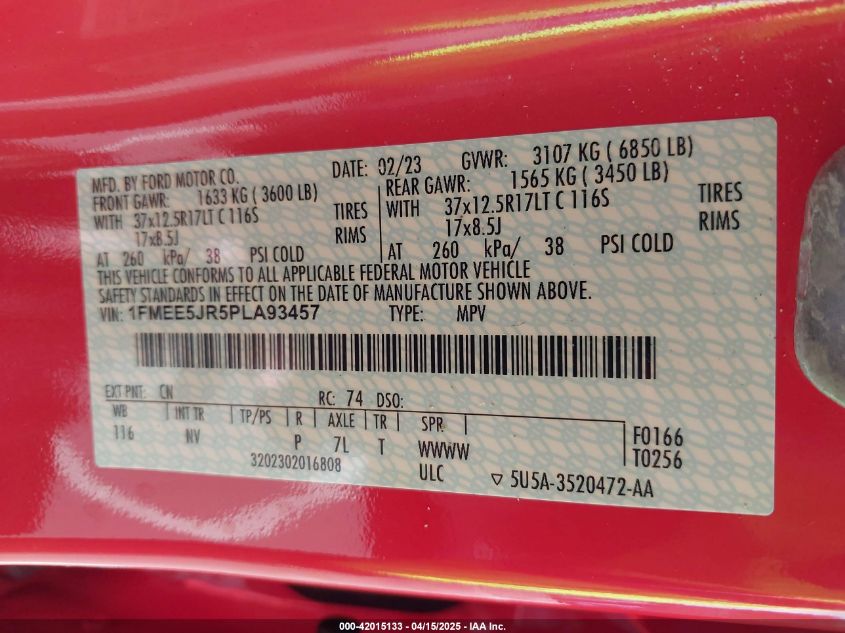 MFD. BY FORD MOTOR CO. DATE: 02/23 GVWR: 3107 KG ( 6850 LB)
FRONT GAWR: 1633 KG ( 3600 LB) REAR GAWR: 1565 KG ( 3450 LB)
WITH 37x12.5R17LT C 116S TIRES WITH 37x12.5R17LT C 116S TIRES
17x8.5J RIMS 17x8.5J RIMS
AT 260 kPa/ 38 PSI COLD AT 260 kPa/ 38 PSI COLD
THIS VEHICLE CONFORMS TO ALL APPLICABLE FEDERAL MOTOR VEHICLE
SAFETY STANDARDS IN EFFECT ON THE DATE OF MANUFACTURE SHOWN ABOVE.
VIN: 1FMEE5JR5PLA93457 TYPE: MPV
EXT PNT: CN RC: 74 DSO:
WB INT TR TP/PS R AXLE TR SPR F0166
116 NV P 7L T WWWW T0256
3202302016808 ULC ▽ 5U5A-3520472-AA
000-42015133 - 04/15/2025 - IAA Inc.